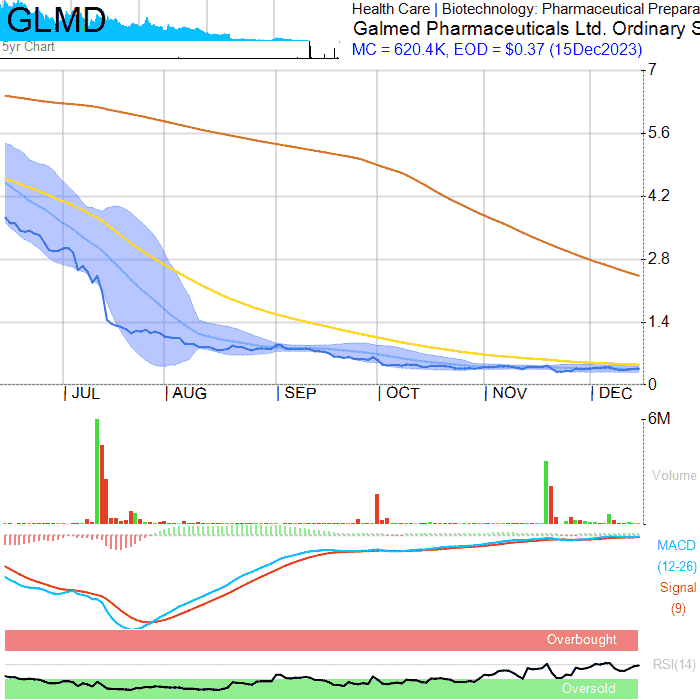 GLMD
5yr Chart
Health Care | Biotechnology: Pharmaceutical Prepara
Galmed Pharmaceuticals Ltd. Ordinary S
MC = 620.4K, EOD = $0.37 (15Dec2023)
7
5.6
4.2
2.8
1.4
0
JUL AUG SEP OCT NOV DEC
6M
Volume
MACD
(12-26)
Signal
(9)
Overbought
RSI(14)
Oversold